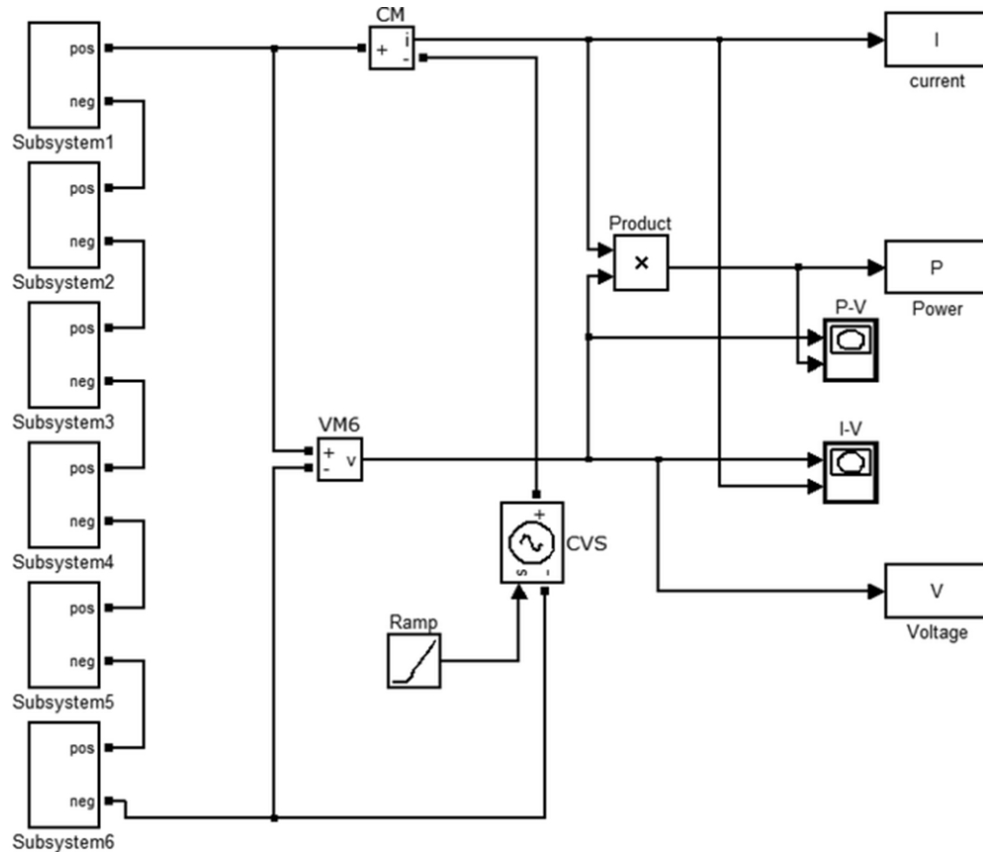 CM
pos
+
i
-
I
neg
current
Subsystem1
pos
neg
Product
×
P
Subsystem2
Power
pos
P-V
neg
Subsystem3
VM6
I-V
pos
+
-
v
neg
+
CVS
s
-
Subsystem4
pos
V
Ramp
Voltage
neg
Subsystem5
pos
neg
Subsystem6